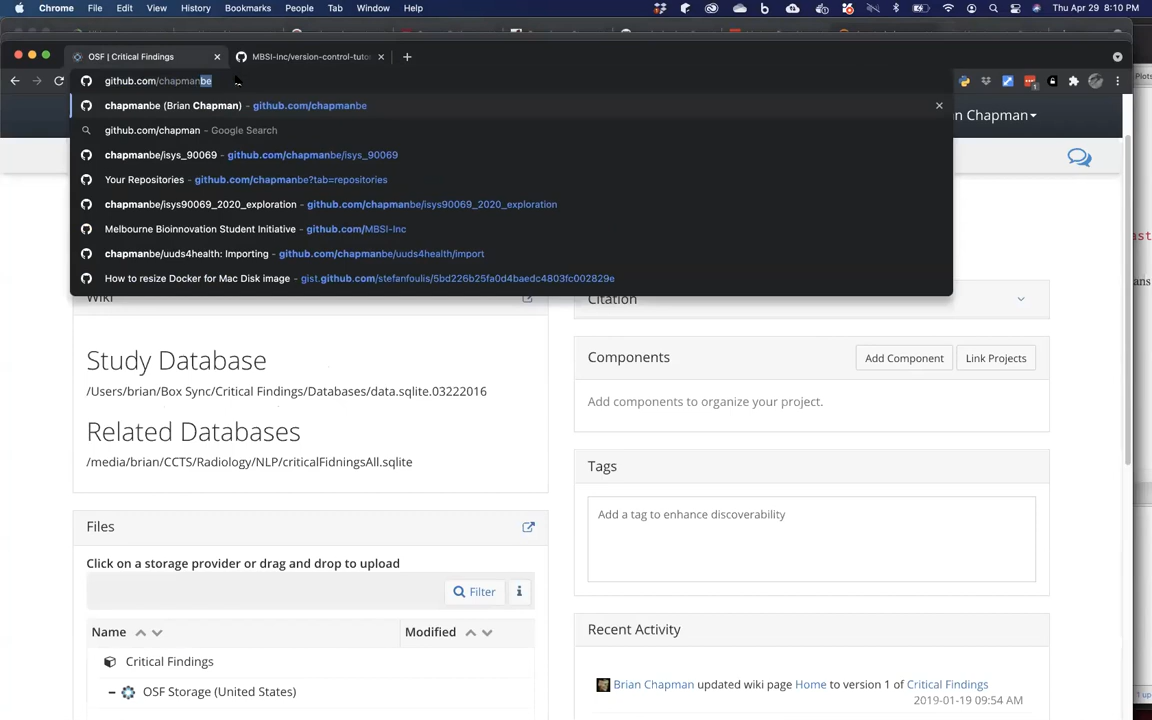 Chrome File Edit View History Bookmarks People Tab Window Help Thu Apr 29 8:10 PM
OSF | Critical Findings MBSI-Inc/version-control-tuto
github.com/chapmanbe
chapmanbe (Brian Chapman) - github.com/chapmanbe
github.com/chapman - Google Search
chapmanbe/isys_90069 - github.com/chapmanbe/isys_90069
Your Repositories - github.com/chapmanbe?tab=repositories
chapmanbe/isys90069_2020_exploration - github.com/chapmanbe/isys90069_2020_exploration
Melbourne Bioinnovation Student Initiative - github.com/MBSI-Inc
chapmanbe/uuds4health: Importing - github.com/chapmanbe/uuds4health/import
How to resize Docker for Mac Disk image - gist.github.com/stefanfoulis/5bd226b25fa0d4baedc4803fc002829e
n Chapman
Plots
ast
ans
Wiki
Study Database
/Users/brian/Box Sync/Critical Findings/Databases/data.sqlite.03222016
Related Databases
/media/brian/CCTS/Radiology/NLP/criticalFidningsAll.sqlite
Citation
Components Add Component Link Projects
Add components to organize your project.
Tags
Add a tag to enhance discoverability
Files
Click on a storage provider or drag and drop to upload
Filter
Name Modified
Critical Findings
OSF Storage (United States)
Recent Activity
Brian Chapman updated wiki page Home to version 1 of Critical Findings
2019-01-19 09:54 AM
1 up